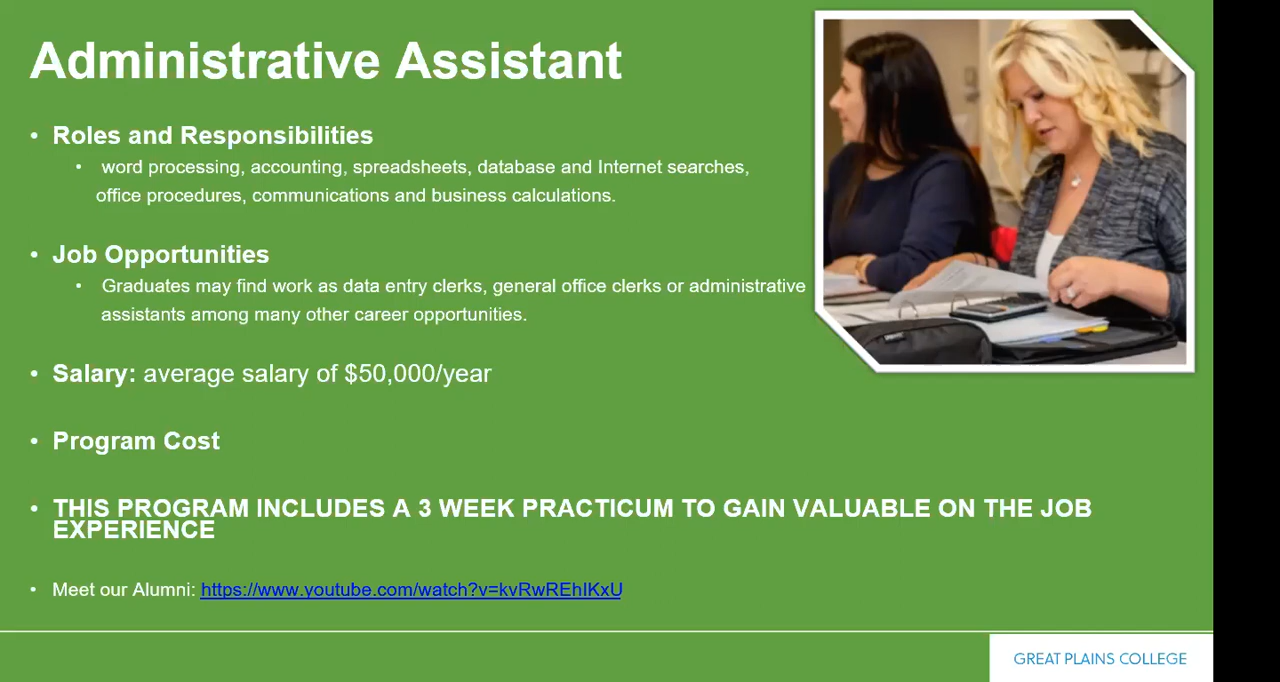 Administrative Assistant
• Roles and Responsibilities
• word processing, accounting, spreadsheets, database and Internet searches,
office procedures, communications and business calculations.
• Job Opportunities
• Graduates may find work as data entry clerks, general office clerks or administrative
assistants among many other career opportunities.
• Salary: average salary of $50,000/year
• Program Cost
• THIS PROGRAM INCLUDES A 3 WEEK PRACTICUM TO GAIN VALUABLE ON THE JOB
EXPERIENCE
• Meet our Alumni: https://www.youtube.com/watch?v=kvRwREhIKxU
GREAT PLAINS COLLEGE